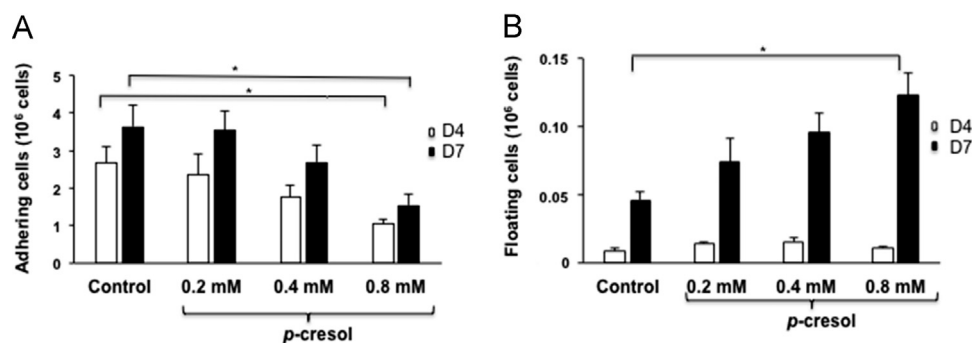 A
Adhering cells (10⁶ cells)
5
4
3
2
1
0
*
*
D4
D7
Control
0.2 mM
0.4 mM
0.8 mM
p-cresol
B
Floating cells (10⁶ cells)
0.15
0.10
0.05
0
*
D4
D7
Control
0.2 mM
0.4 mM
0.8 mM
p-cresol